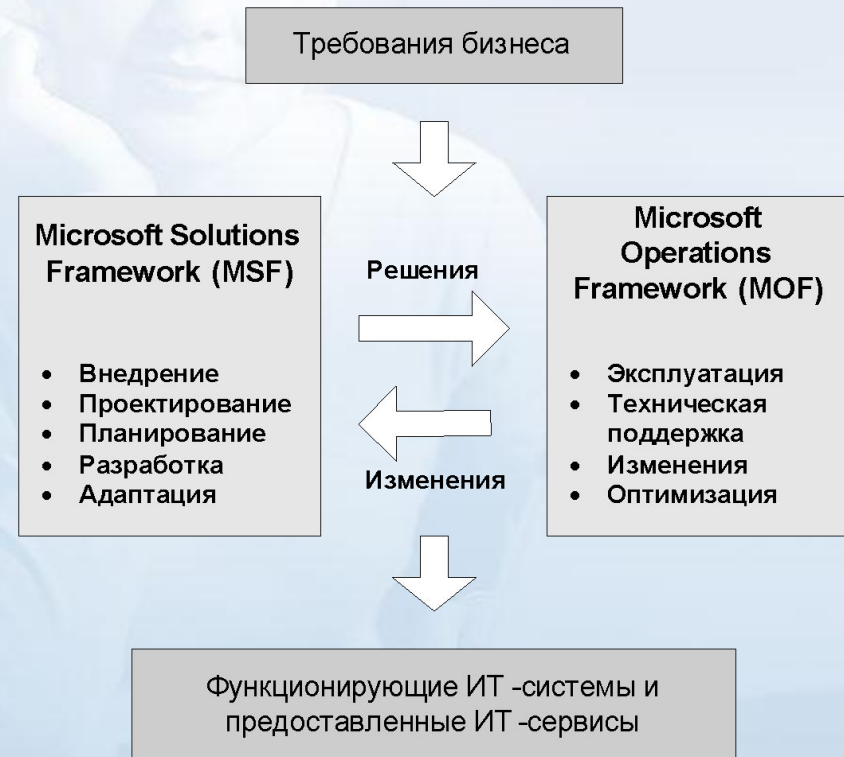 Требования бизнеса
Microsoft Solutions
Framework (MSF)
• Внедрение
• Проектирование
• Планирование
• Разработка
• Адаптация
Решения
Изменения
Microsoft
Operations
Framework (MOF)
• Эксплуатация
• Техническая
поддержка
• Изменения
• Оптимизация
Функционирующие ИТ -системы и
предоставленные ИТ -сервисы